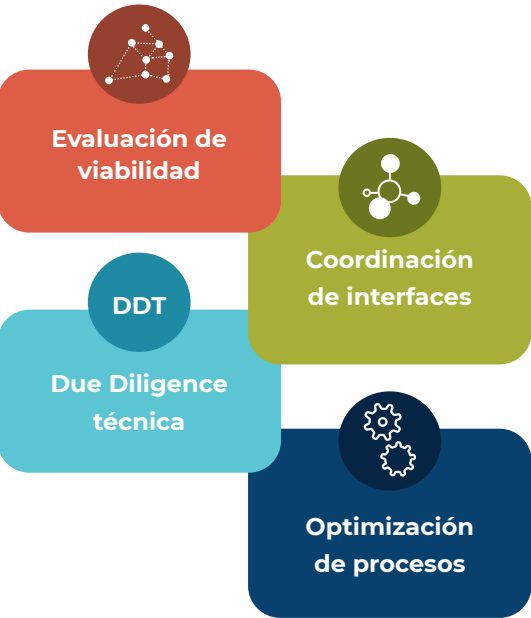 Evaluación de
viabilidad
Coordinación
de interfaces
DDT
Due Diligence
técnica
Optimización
de procesos